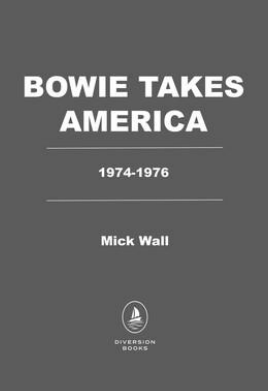 BOWIE TAKES
AMERICA
1974-1976
Mick Wall
DIVERSION
BOOKS